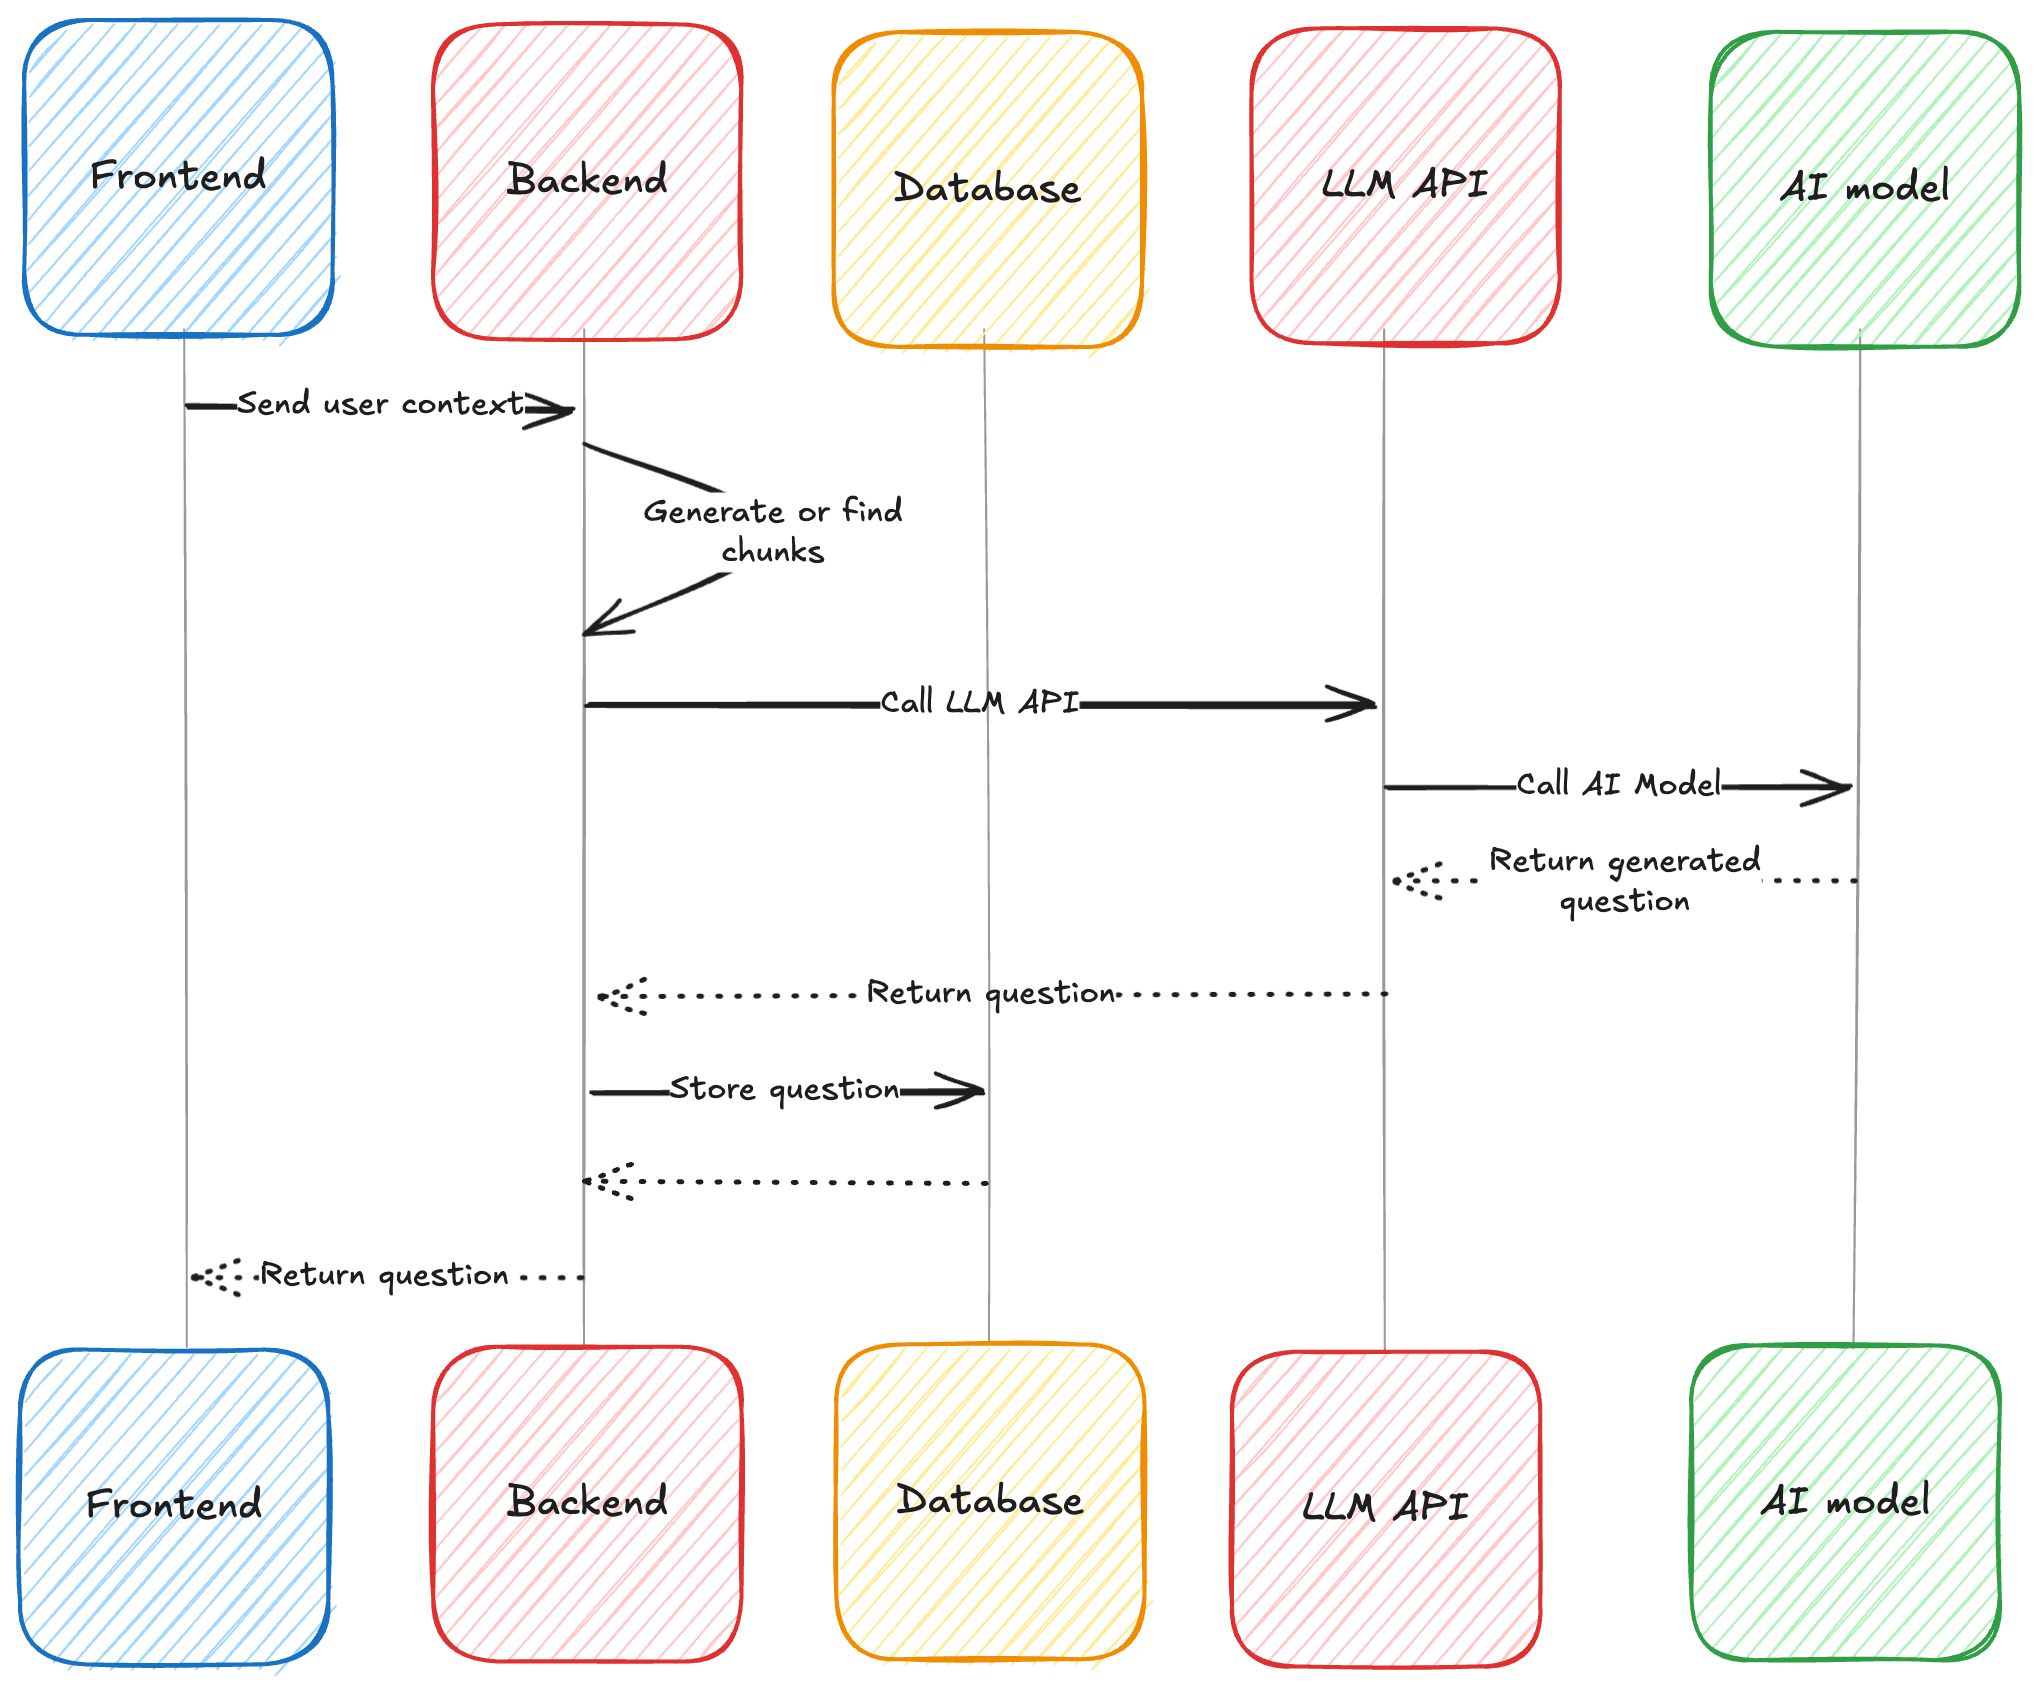 Frontend
Backend
Database
LLM API
AI model
Send user context
Generate or find
chunks
Call LLM API
Call AI Model
Return generated
question
Return question
Store question
Return question
Frontend
Backend
Database
LLM API
AI model